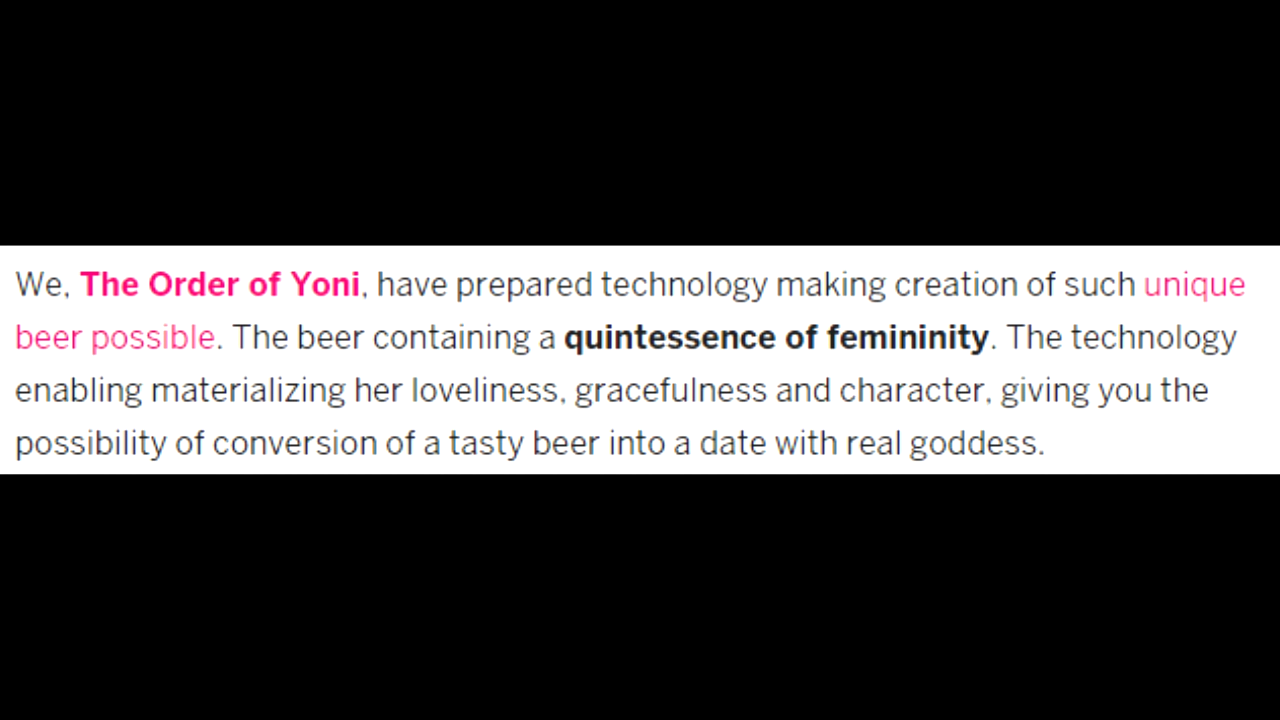 We, The Order of Yoni, have prepared technology making creation of such unique
beer possible. The beer containing a quintessence of femininity. The technology
enabling materializing her loveliness, gracefulness and character, giving you the
possibility of conversion of a tasty beer into a date with real goddess.